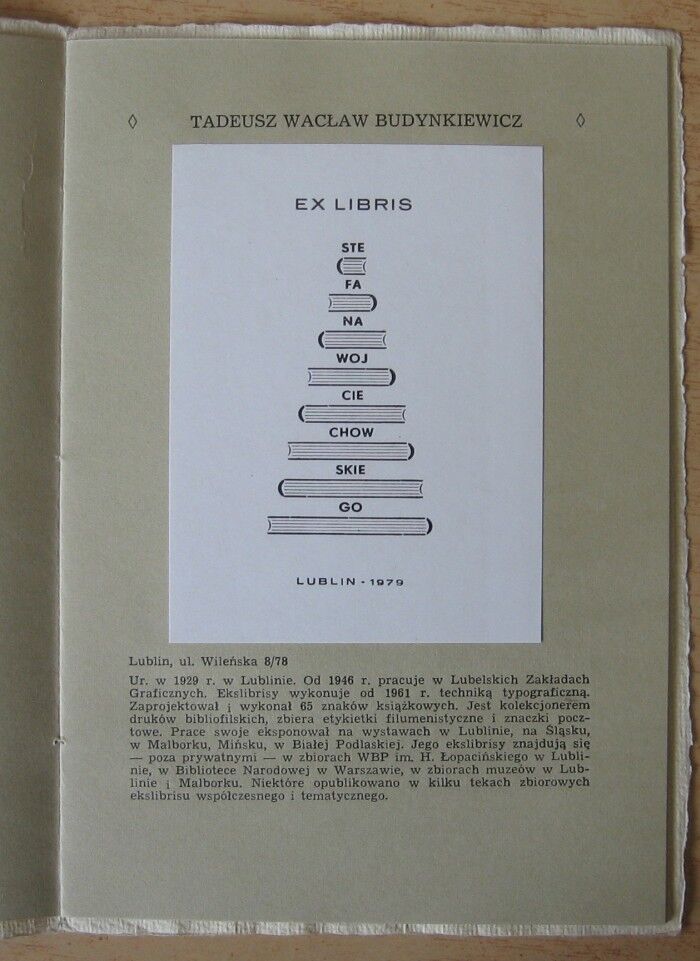 ◊ TADEUSZ WACŁAW BUDYNKIEWICZ ◊
EX LIBRIS
STE
FA
NA
WOJ
CIE
CHOW
SKIE
GO
LUBLIN - 1979
Lublin, ul. Wileńska 8/78
Ur. w 1929 r. w Lublinie. Od 1946 r. pracuje w Lubelskich Zakładach
Graficznych. Ekslibrisy wykonuje od 1961 r. techniką typograficzną.
Zaprojektował i wykonał 65 znaków książkowych. Jest kolekcjonerem
druków bibliofilskich, zbiera etykietki filumenistyczne i znaczki pocz-
towe. Prace swoje eksponował na wystawach w Lublinie, na Śląsku,
w Malborku, Mińsku, w Białej Podlaskiej. Jego ekslibrisy znajdują się
— poza prywatnymi — w zbiorach WBP im. H. Łopacińskiego w Lubli-
nie, w Bibliotece Narodowej w Warszawie, w zbiorach muzeów w Lub-
linie i Malborku. Niektóre opublikowano w kilku tekach zbiorowych
ekslibrisu współczesnego i tematycznego.